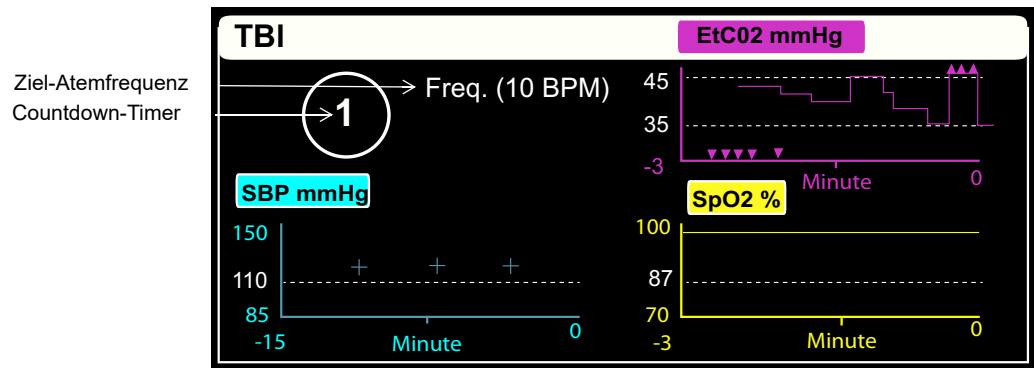 TBI
EtC02 mmHg
Ziel-Atemfrequenz
Countdown-Timer
Freq. (10 BPM)
1
45
35
-3
Minute
0
SBP mmHg
150
110
85
-15
Minute
0
SpO2 %
100
87
70
-3
Minute
0